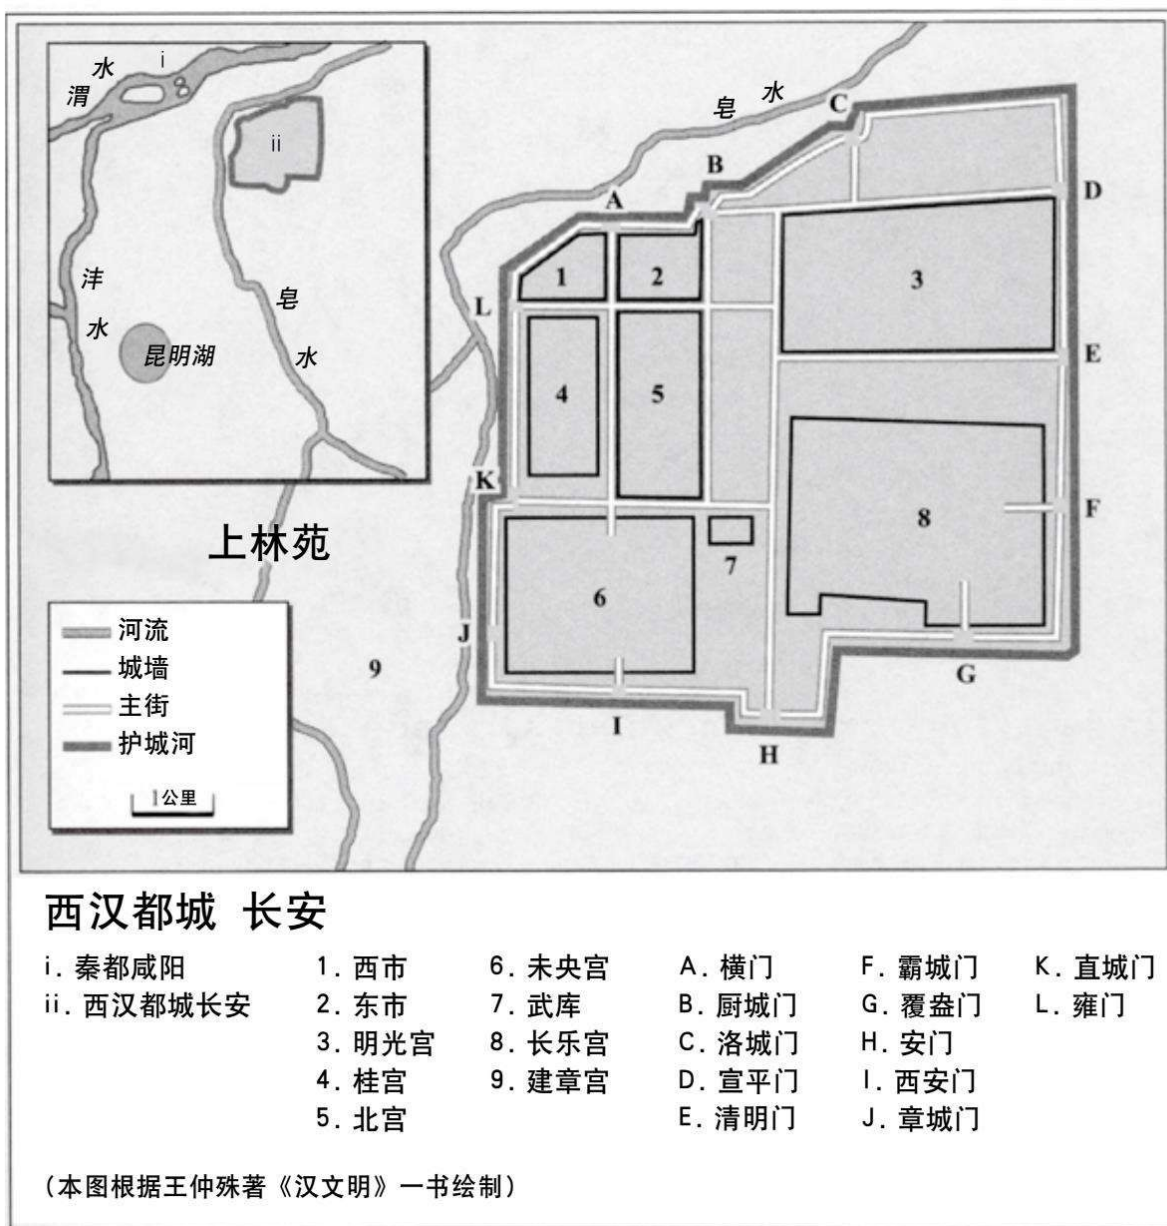 水 i
渭
ii
沣
水
昆明湖
皂
水
皂 水
A
B
C
D
E
F
G
H
I
J
K
L
1
2
3
4
5
6
7
8
9
上林苑
河流
城墙
主街
护城河
1公里
西汉都城 长安
i. 秦都咸阳
ii. 西汉都城长安
1. 西市
2. 东市
3. 明光宫
4. 桂宫
5. 北宫
6. 未央宫
7. 武库
8. 长乐宫
9. 建章宫
A. 横门
B. 厨城门
C. 洛城门
D. 宣平门
E. 清明门
F. 霸城门
G. 覆盎门
H. 安门
I. 西安门
J. 章城门
K. 直城门
L. 雍门
(本图根据王仲殊著《汉文明》一书绘制)